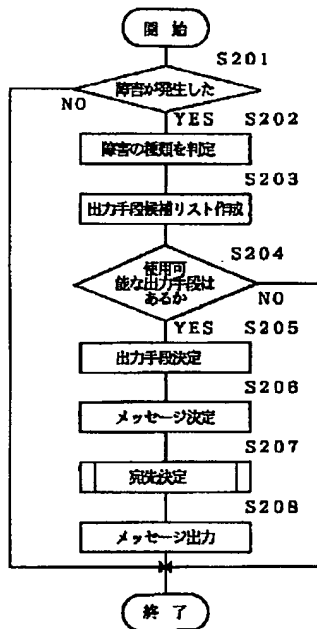 開始
S201
障害が発生した
NO
YES
S202
障害の種類を判定
S203
出力手段候補リスト作成
S204
使用可
能な出力手段は
あるか
NO
YES
S205
出力手段決定
S206
メッセージ決定
S207
宛先決定
S208
メッセージ出力
終了